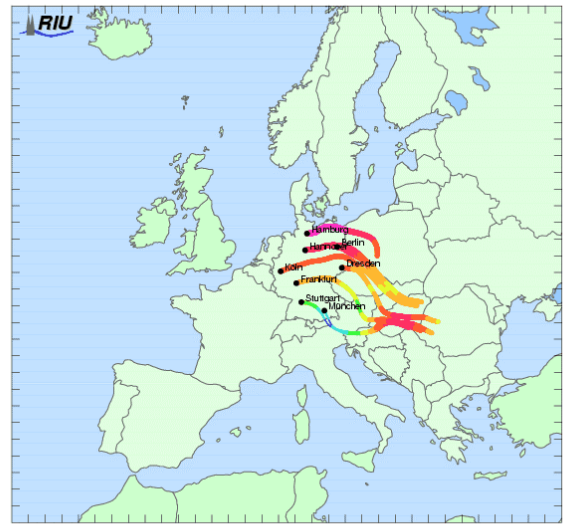 RIU
Hamburg
Hannover
Berlin
Köln
Dresden
Frankfurt
Stuttgart
München